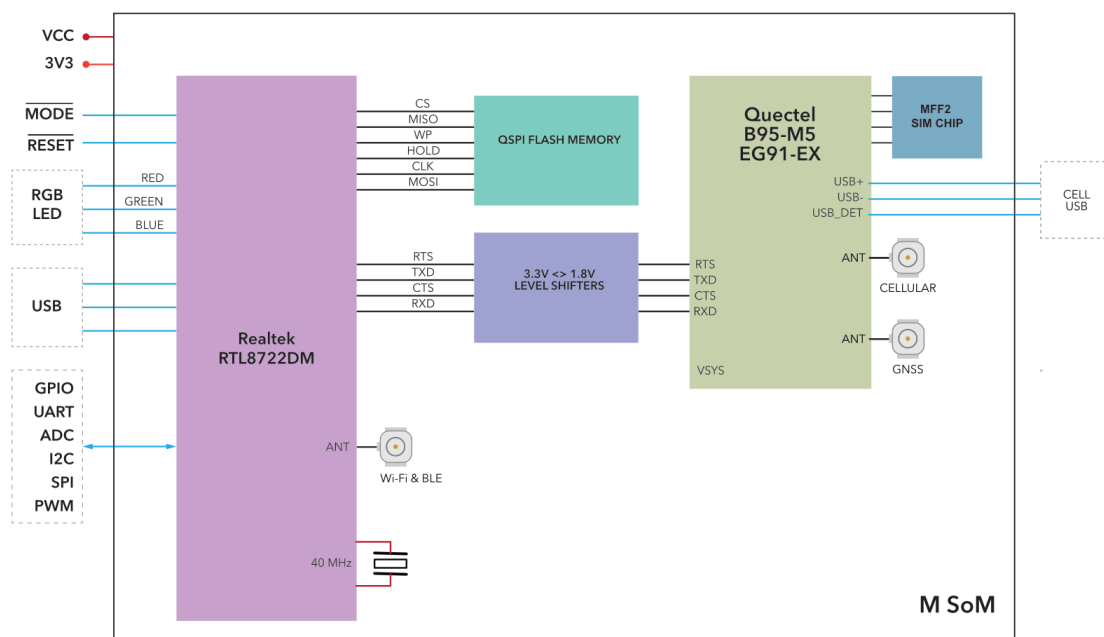 VCC
3V3
MODE
RESET
RGB
LED
RED
GREEN
BLUE
USB
GPIO
UART
ADC
I2C
SPI
PWM
Realtek
RTL8722DM
CS
MISO
WP
HOLD
CLK
MOSI
QSPI FLASH MEMORY
RTS
TXD
CTS
RXD
3.3V <> 1.8V
LEVEL SHIFTERS
RTS
TXD
CTS
RXD
ANT
Wi-Fi & BLE
40 MHz
Quectel
B95-M5
EG91-EX
MFF2
SIM CHIP
USB+
USB-
USB_DET
CELL
USB
ANT
CELLULAR
ANT
GNSS
VSYS
M SoM